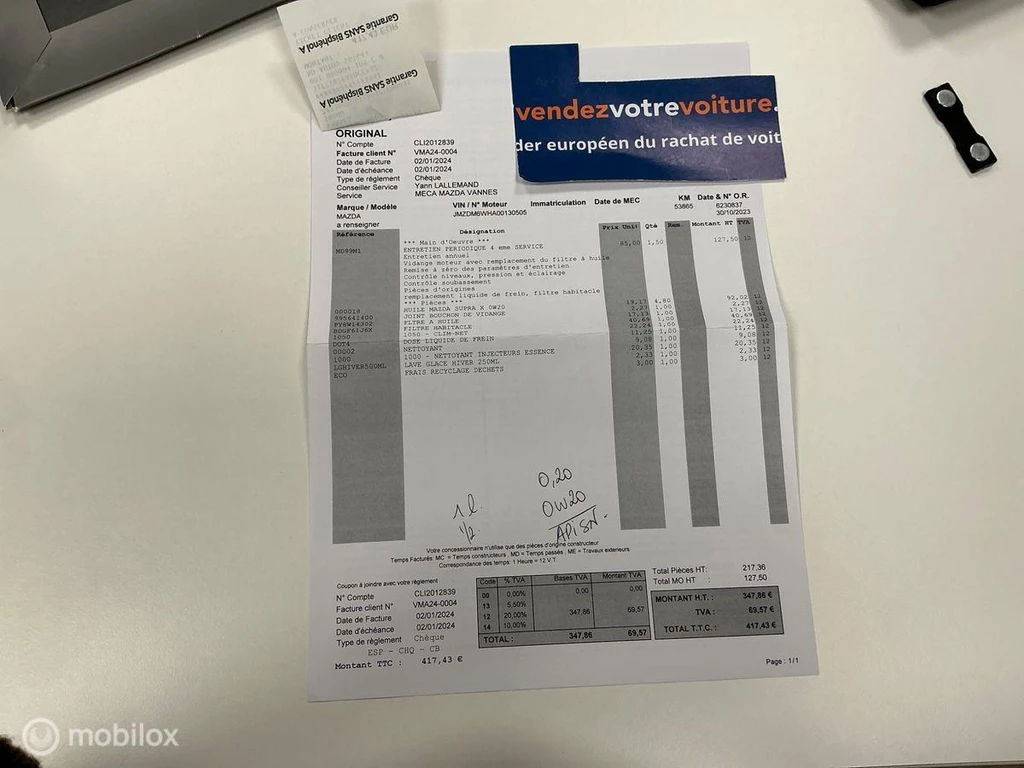 Garantie SANS Bisphénol A
Garantie SANS Bisphénol A
vendezvotrevoiture.
der européen du rachat de voit
ORIGINAL
N° Compte CLI2012839
Facture client N° VMA24-0004
Date de Facture 02/01/2024
Date d'échéance 02/01/2024
Type de règlement Chèque
Conseiller Service Yann LALLEMAND
Service MECA MAZDA VANNES
Marque / Modèle VIN / N° Moteur Immatriculation Date de MEC KM Date & N° O.R.
MAZDA JMZDM6WHA00130505 53865 6230837
a renseigner 30/10/2023
Référence Désignation Prix Unit Qté Rem. Montant HT TVA
*** Main d'Oeuvre ***
MD99M1 ENTRETIEN PERIODIQUE 4 eme SERVICE 85,00 1,50 127,50
Entretien annuel
Vidange moteur avec remplacement du filtre à huile
Remise à zéro des paramètres d'entretien
Contrôle niveaux, pression et éclairage
Contrôle soubassement
Pièces d'origines
remplacement liquide de frein, filtre habitacle
*** Pièces ***
000018 HUILE MAZDA SUPRA X 0W20 19,17 4,80 92,02 12
995641400 JOINT BOUCHON DE VIDANGE 2,27 1,00 2,27 12
PY8W14302 FLTRE A HUILE 17,13 1,00 17,13 12
FILTRE HABITACLE 40,69 1,00 40,69 12
1050 1050 - CLIM-NET 22,24 1,00 22,24 12
DOT4 DOSE LIQUIDE DE FREIN 11,25 1,00 11,25 12
00002 NETTOYANT 9,08 1,00 9,08 12
1000 1000 - NETTOYANT INJECTEURS ESSENCE 20,35 1,00 20,35 12
LGHIVER500ML LAVE GLACE HIVER 250ML 2,33 1,00 2,33 12
ECO FRAIS RECYCLAGE DECHETS 3,00 1,00 3,00 12
0,20
1 l. 0W20
1/2. API SN.
Votre concessionnaire n'utilise que des pièces d'origine constructeur
Temps Facturés: MC = Temps constructeurs , MD = Temps passés , ME = Travaux exterieurs
Correspondance des temps: 1 Heure = 12 V.T
Coupon à joindre avec votre règlement
N° Compte CLI2012839
Facture client N° VMA24-0004
Date de Facture 02/01/2024
Date d'échéance 02/01/2024
Type de règlement Chèque
ESP - CHQ - CB
Montant TTC : 417,43 €
Code % TVA Bases TVA Montant TVA
00 0,00% 0,00 0,00
13 5,50%
12 20,00% 347,86 69,57
14 10,00%
TOTAL : 347,86 69,57
Total Pièces HT: 217,36
Total MO HT : 127,50
MONTANT H.T. : 347,86 €
TVA : 69,57 €
TOTAL T.T.C. : 417,43 €
Page : 1/1
mobilox